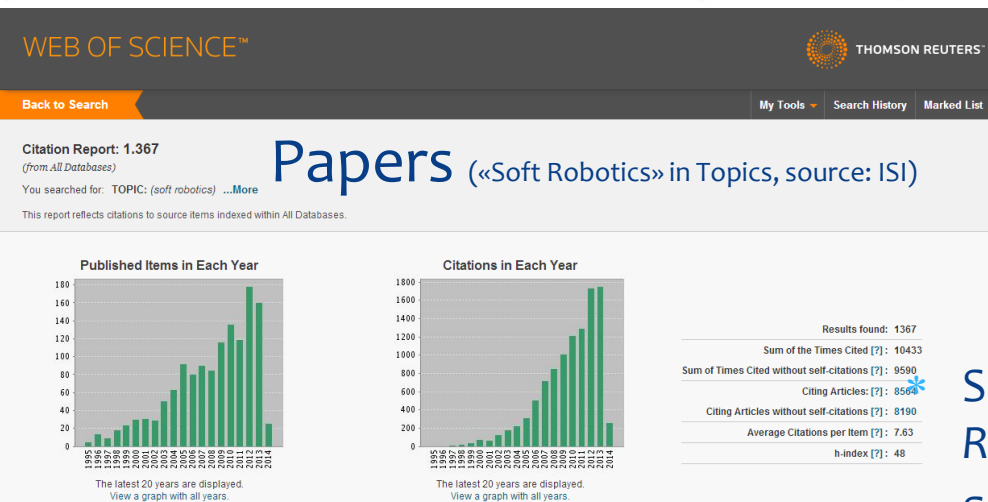 WEB OF SCIENCE™
THOMSON REUTERS™
Back to Search
My Tools
Search History
Marked List
Citation Report: 1.367
(from All Databases)
You searched for: TOPIC: (soft robotics) ...More
This report reflects citations to source items indexed within All Databases.
Papers («Soft Robotics» in Topics, source: ISI)
Published Items in Each Year
180
160
140
120
100
80
60
40
20
0
1995 1996 1997 1998 1999 2000 2001 2002 2003 2004 2005 2006 2007 2008 2009 2010 2011 2012 2013 2014
The latest 20 years are displayed.
View a graph with all years.
Citations in Each Year
1800
1600
1400
1200
1000
800
600
400
200
0
1995 1996 1997 1998 1999 2000 2001 2002 2003 2004 2005 2006 2007 2008 2009 2010 2011 2012 2013 2014
The latest 20 years are displayed.
View a graph with all years.
Results found: 1367
Sum of the Times Cited [?] : 10433
Sum of Times Cited without self-citations [?] : 9590
Citing Articles: [?] : 8564
Citing Articles without self-citations [?] : 8190
Average Citations per Item [?] : 7.63
h-index [?] : 48
S
R